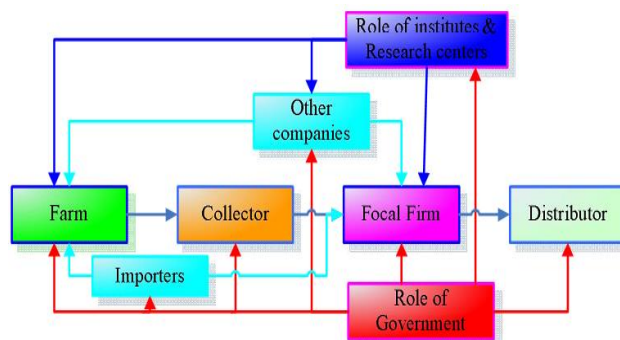 Role of institutes &
Research centers
Other
companies
Farm
Collector
Focal Firm
Distributor
Importers
Role of
Government